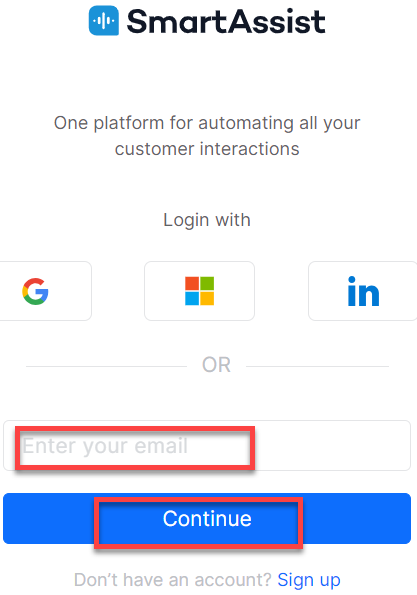 SmartAssist
One platform for automating all your
customer interactions
Login with
OR
Enter your email
Continue
Don't have an account? Sign up